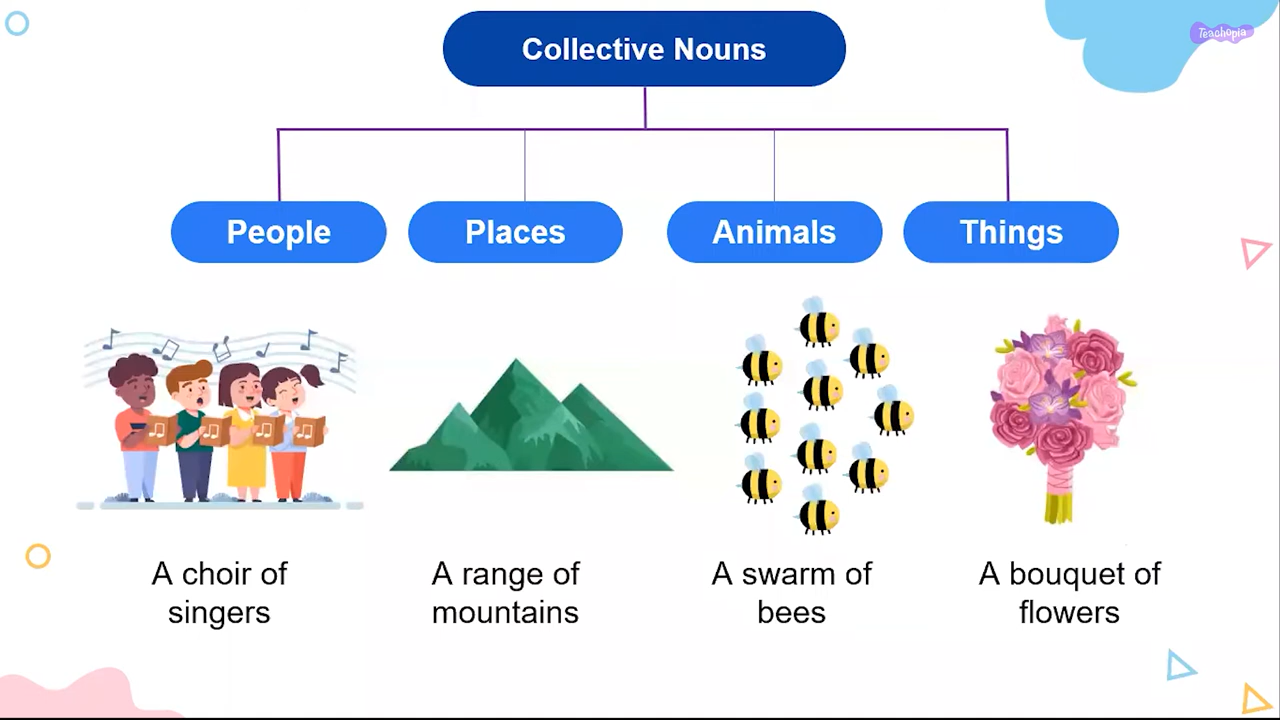 Collective Nouns
Teachopia
People
Places
Animals
Things
A choir of
singers
A range of
mountains
A swarm of
bees
A bouquet of
flowers